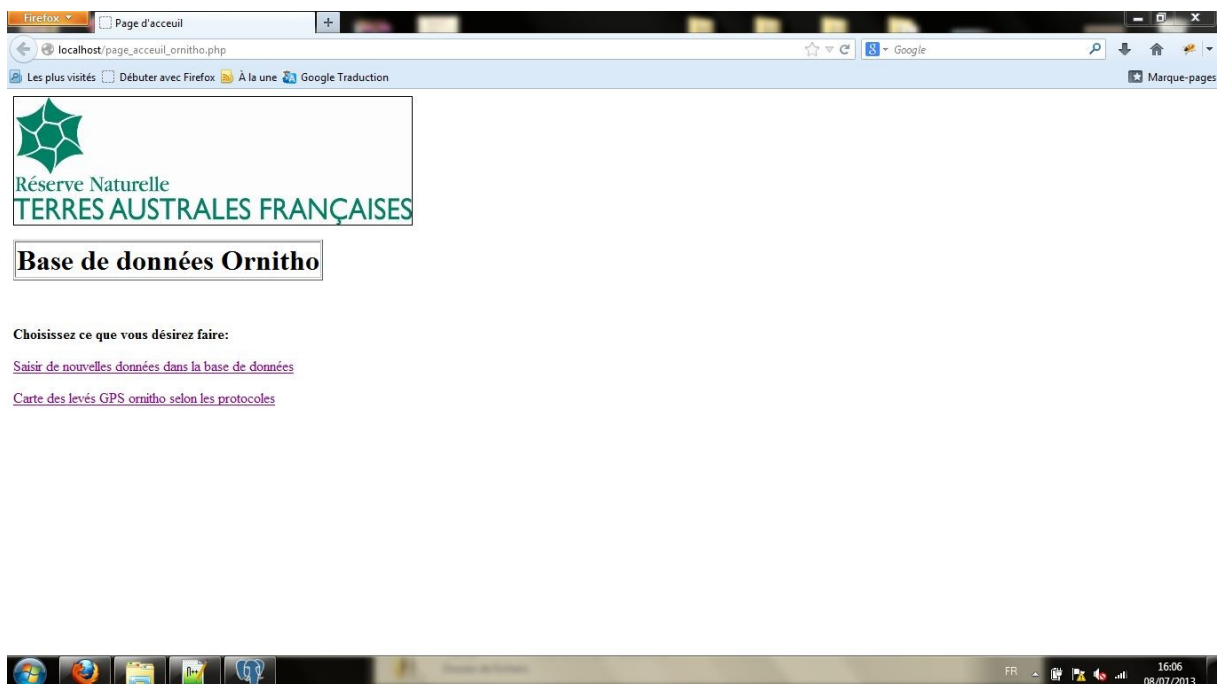 Firefox
Page d'acceuil
localhost/page_acceuil_ornitho.php
Google
Les plus visités Débuter avec Firefox À la une Google Traduction
Marque-pages
Réserve Naturelle
TERRES AUSTRALES FRANÇAISES
Base de données Ornitho
Choisissez ce que vous désirez faire:
Saisir de nouvelles données dans la base de données
Carte des levés GPS ornitho selon les protocoles
FR
16:06
08/07/2013